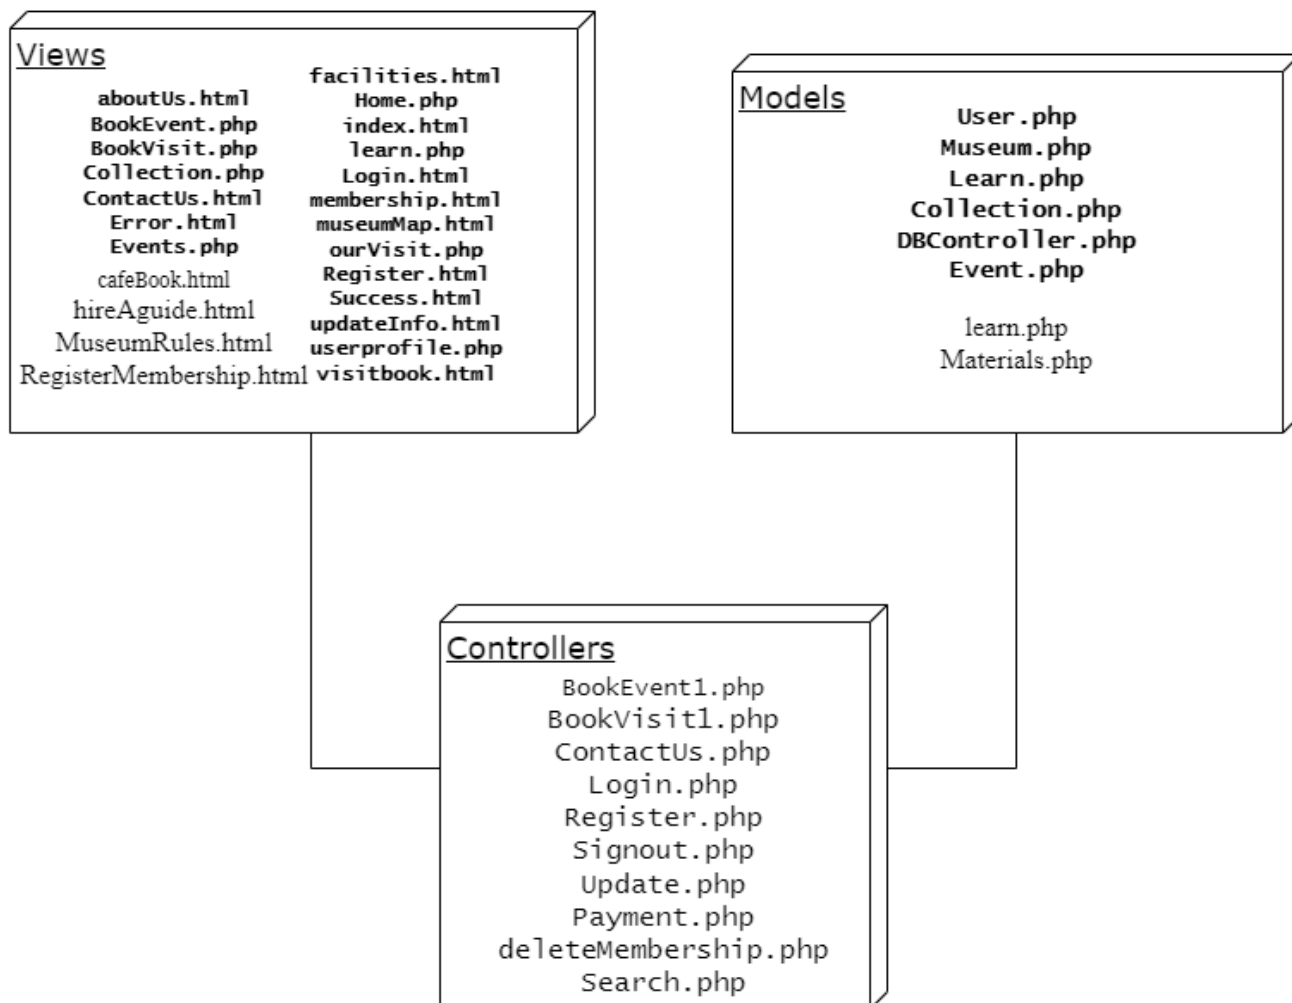 Views
aboutUs.html
BookEvent.php
BookVisit.php
Collection.php
ContactUs.html
Error.html
Events.php
cafeBook.html
hireAguide.html
MuseumRules.html
RegisterMembership.html
facilities.html
Home.php
index.html
learn.php
Login.html
membership.html
museumMap.html
ourVisit.php
Register.html
Success.html
updateInfo.html
userprofile.php
visitbook.html
Models
User.php
Museum.php
Learn.php
Collection.php
DBController.php
Event.php
learn.php
Materials.php
Controllers
BookEvent1.php
BookVisit1.php
ContactUs.php
Login.php
Register.php
Signout.php
Update.php
Payment.php
deleteMembership.php
Search.php